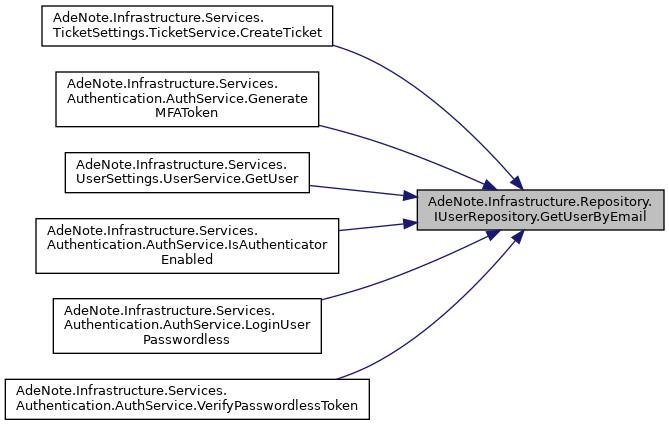 AdeNote.Infrastructure.Services.
TicketSettings.TicketService.CreateTicket
AdeNote.Infrastructure.Services.
Authentication.AuthService.Generate
MFAToken
AdeNote.Infrastructure.Services.
UserSettings.UserService.GetUser
AdeNote.Infrastructure.Repository.
IUserRepository.GetUserByEmail
AdeNote.Infrastructure.Services.
Authentication.AuthService.IsAuthenticator
Enabled
AdeNote.Infrastructure.Services.
Authentication.AuthService.LoginUser
Passwordless
AdeNote.Infrastructure.Services.
Authentication.AuthService.VerifyPasswordlessToken